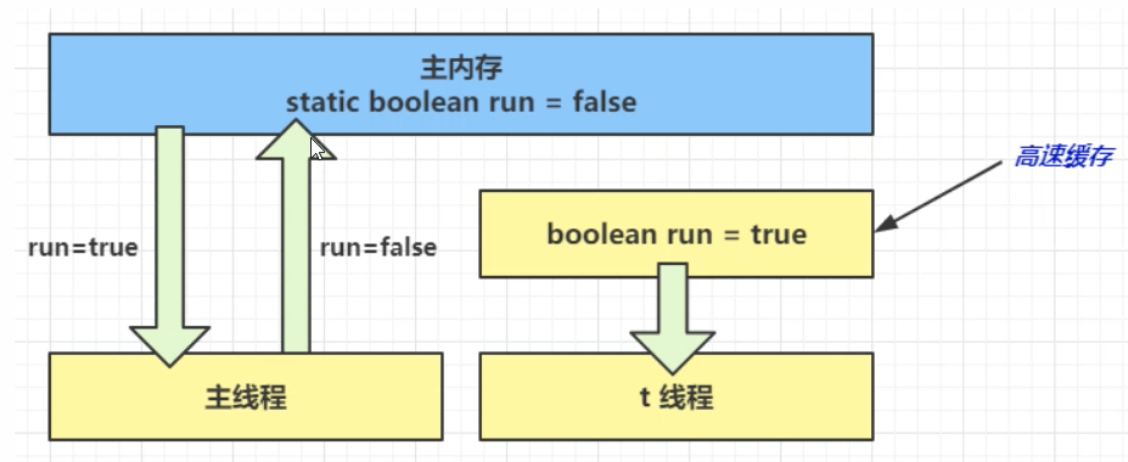 主内存
static boolean run = false
高速缓存
boolean run = true
run=true
run=false
主线程
t 线程